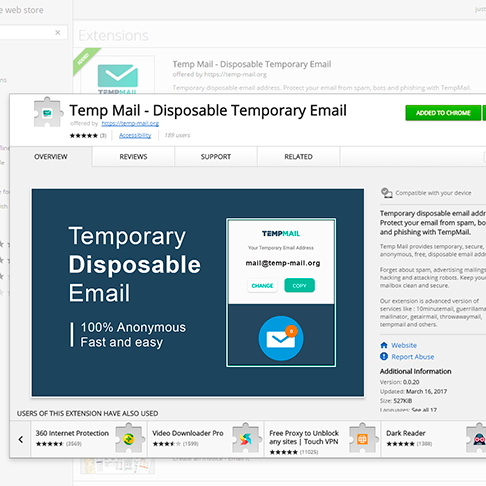 e web store
Extensions
ADDED
Temp Mail - Disposable Temporary Email
offered by https://temp-mail.org
Temporary disposable email address. Protect your email from spam, bots and phishing with TempMail.
TEMPMAIL
Temp Mail - Disposable Temporary Email
offered by https://temp-mail.org
(3) Accessibility 189 users
ADDED TO CHROME
OVERVIEW REVIEWS SUPPORT RELATED
Temporary
Disposable
Email
100% Anonymous
Fast and easy
TEMPMAIL
Your Temporary Email Address
mail@temp-mail.org
CHANGE COPY
0
Compatible with your device
Temporary disposable email addr
Protect your email from spam, bo
and phishing with TempMail.
Temp Mail provides temporary, secure,
anonymous, free, disposable email addre
Forget about spam, advertising mailings
hacking and attacking robots. Keep your
mailbox clean and secure.
Our extension is advanced version of
services like : 10minutemail, guerrillama
mailinator, getairmail, throwawaymail,
tempmail and others.
Website
Report Abuse
Additional Information
Version: 0.0.20
Updated: March 16, 2017
Size: 527KiB
Languages: See all 17
USERS OF THIS EXTENSION HAVE ALSO USED
360 Internet Protection
(3569)
Video Downloader Pro
(1599)
Free Proxy to Unblock
any sites | Touch VPN
(11025)
Dark Reader
(1388)